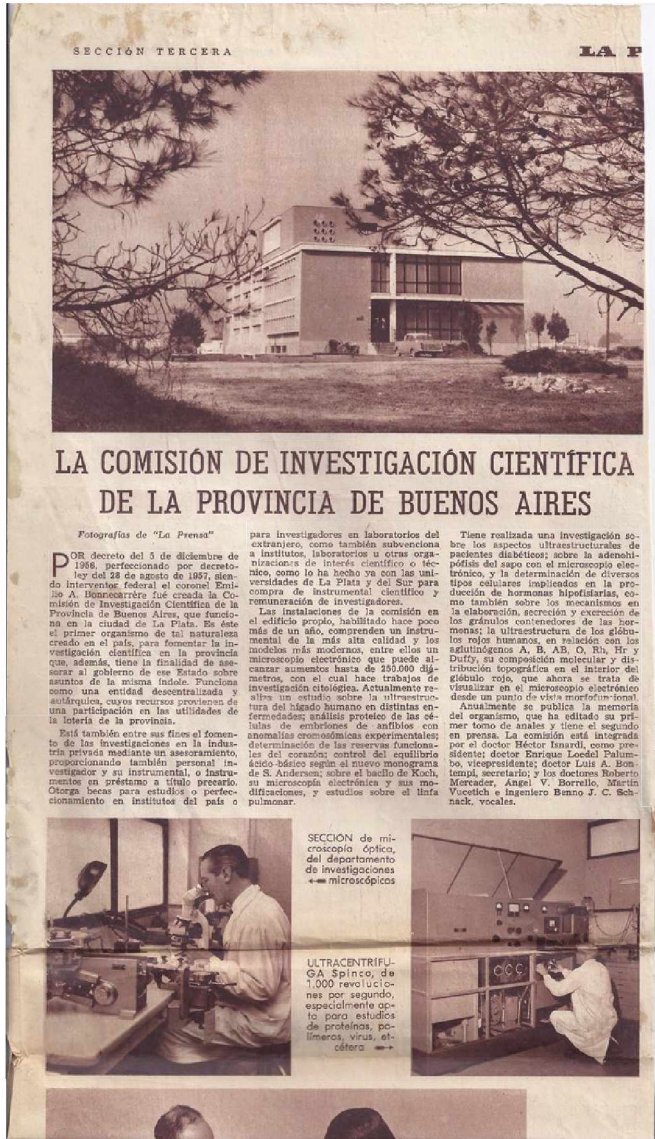 SECCIÓN TERCERA
LA P
LA COMISIÓN DE INVESTIGACIÓN CIENTÍFICA
DE LA PROVINCIA DE BUENOS AIRES
Fotografías de "La Prensa"
POR decreto del 5 de diciembre de
1956, perfeccionado por decreto-
ley del 28 de agosto de 1957, sien-
do interventor federal el coronel Emi-
lio A. Bonnecarrère fué creada la Co-
misión de Investigación Científica de la
Provincia de Buenos Aires, que funcio-
na en la ciudad de La Plata. Es éste
el primer organismo de tal naturaleza
creado en el país, para fomentar la in-
vestigación científica en la provincia
que, además, tiene la finalidad de ase-
sorar al gobierno de ese Estado sobre
asuntos de la misma índole. Funciona
como una entidad descentralizada y
autárquica, cuyos recursos provienen de
una participación en las utilidades de
la lotería de la provincia.
Está también entre sus fines el fomen-
to de las investigaciones en la indus-
tria privada mediante un asesoramiento,
proporcionando también personal in-
vestigador y su instrumental, o instru-
mentos en préstamo a título precario.
Otorga becas para estudios o perfec-
cionamiento en institutos del país o
para investigadores en laboratorios del
extranjero, como también subvenciona
a institutos, laboratorios u otras orga-
nizaciones de interés científico o téc-
nico, como lo ha hecho ya con las uni-
versidades de La Plata y del Sur para
compra de instrumental científico y
remuneración de investigadores.
Las instalaciones de la comisión en
el edificio propio, habilitado hace poco
más de un año, comprenden un instru-
mental de la más alta calidad y los
modelos más modernos, entre ellos un
microscopio electrónico que puede al-
canzar aumentos hasta de 250.000 diá-
metros, con el cual hace trabajos de
investigación citológica. Actualmente re-
aliza un estudio sobre la ultraestruc-
tura del hígado humano en distintas en-
fermedades; análisis proteico de las cé-
lulas de embriones de anfibios con
anomalías cromosómicas experimentales;
determinación de las reservas funciona-
les del corazón; control del equilibrio
ácido-básico según el nuevo monograma
de S. Andersen; sobre el bacilo de Koch,
su microscopia electrónica y sus mo-
dificaciones, y estudios sobre el linfa
pulmonar.
Tiene realizada una investigación so-
bre los aspectos ultraestructurales de
pacientes diabéticos; sobre la adenohi-
pófisis del sapo con el microscopio elec-
trónico, y la determinación de diversos
tipos celulares implicados en la pro-
ducción de hormonas hipofisiarias, co-
mo también sobre los mecanismos en
la elaboración, secreción y excreción de
los gránulos contenedores de las hor-
monas; la ultraestructura de los glóbu-
los rojos humanos, en relación con los
aglutinógenos A, B, AB, O, Rh, Hr y
Duffy, su composición molecular y dis-
tribución topográfica en el interior del
glóbulo rojo, que ahora se trata de
visualizar en el microscopio electrónico
desde un punto de vista morfofuncional.
Anualmente se publica la memoria
del organismo, que ha editado su pri-
mer tomo de anales y tiene el segundo
en prensa. La comisión está integrada
por el doctor Héctor Isnardi, como pre-
sidente; doctor Enrique Loedel Palum-
bo, vicepresidente; doctor Luis A. Bon-
tempi, secretario; y los doctores Roberto
Mercader, Angel V. Borrello, Martín
Vucetich e ingeniero Benno J. C. Sch-
nack, vocales.
SECCIÓN de mi-
croscopía óptica,
del departamento
de investigaciones
microscópicas
ULTRACENTRÍFU-
GA Spinco, de
1.000 revolucio-
nes por segundo,
especialmente ap-
ta para estudios
de proteínas, po-
límeros, virus, et-
cétera